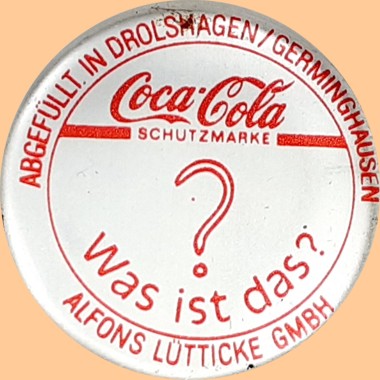 ABGEFÜLLT IN DROLSHAGEN/GERMINGHAUSEN
Coca-Cola
SCHUTZMARKE
?
Was ist das?
ALFONS LÜTTICKE GMBH